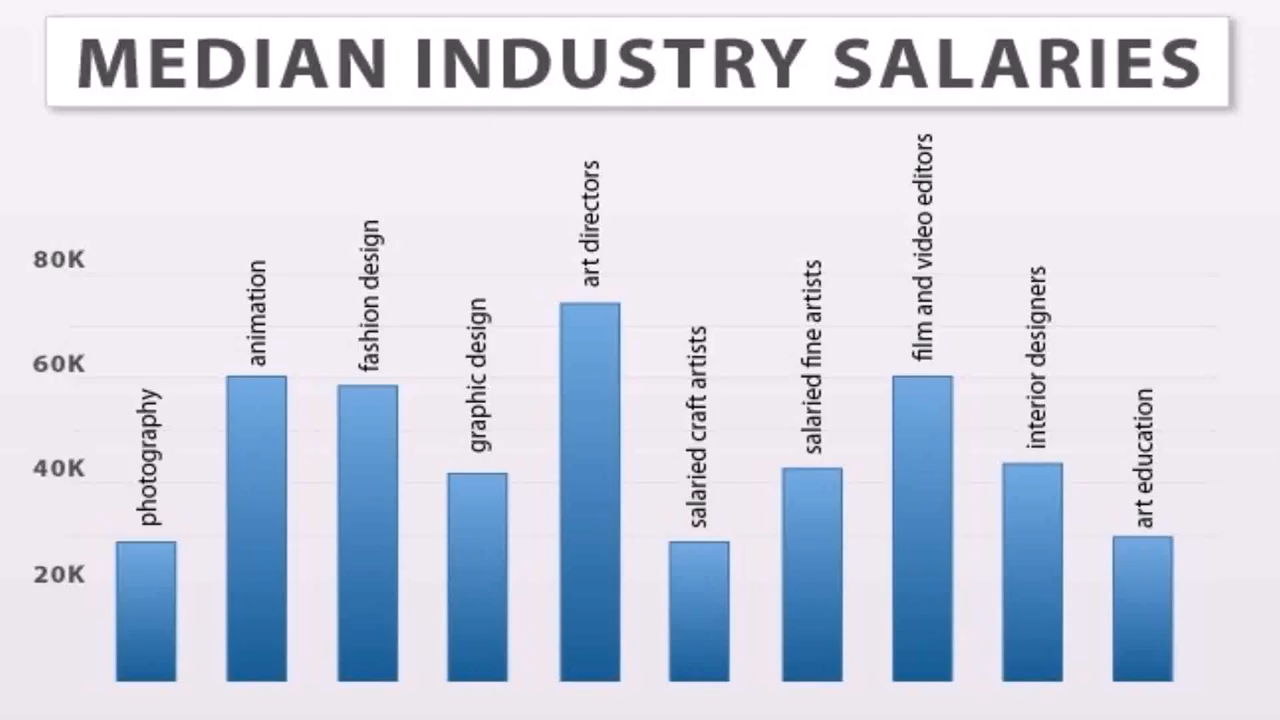 MEDIAN INDUSTRY SALARIES
80K
60K
40K
20K
photography
animation
fashion design
graphic design
art directors
salaried craft artists
salaried fine artists
film and video editors
interior designers
art education